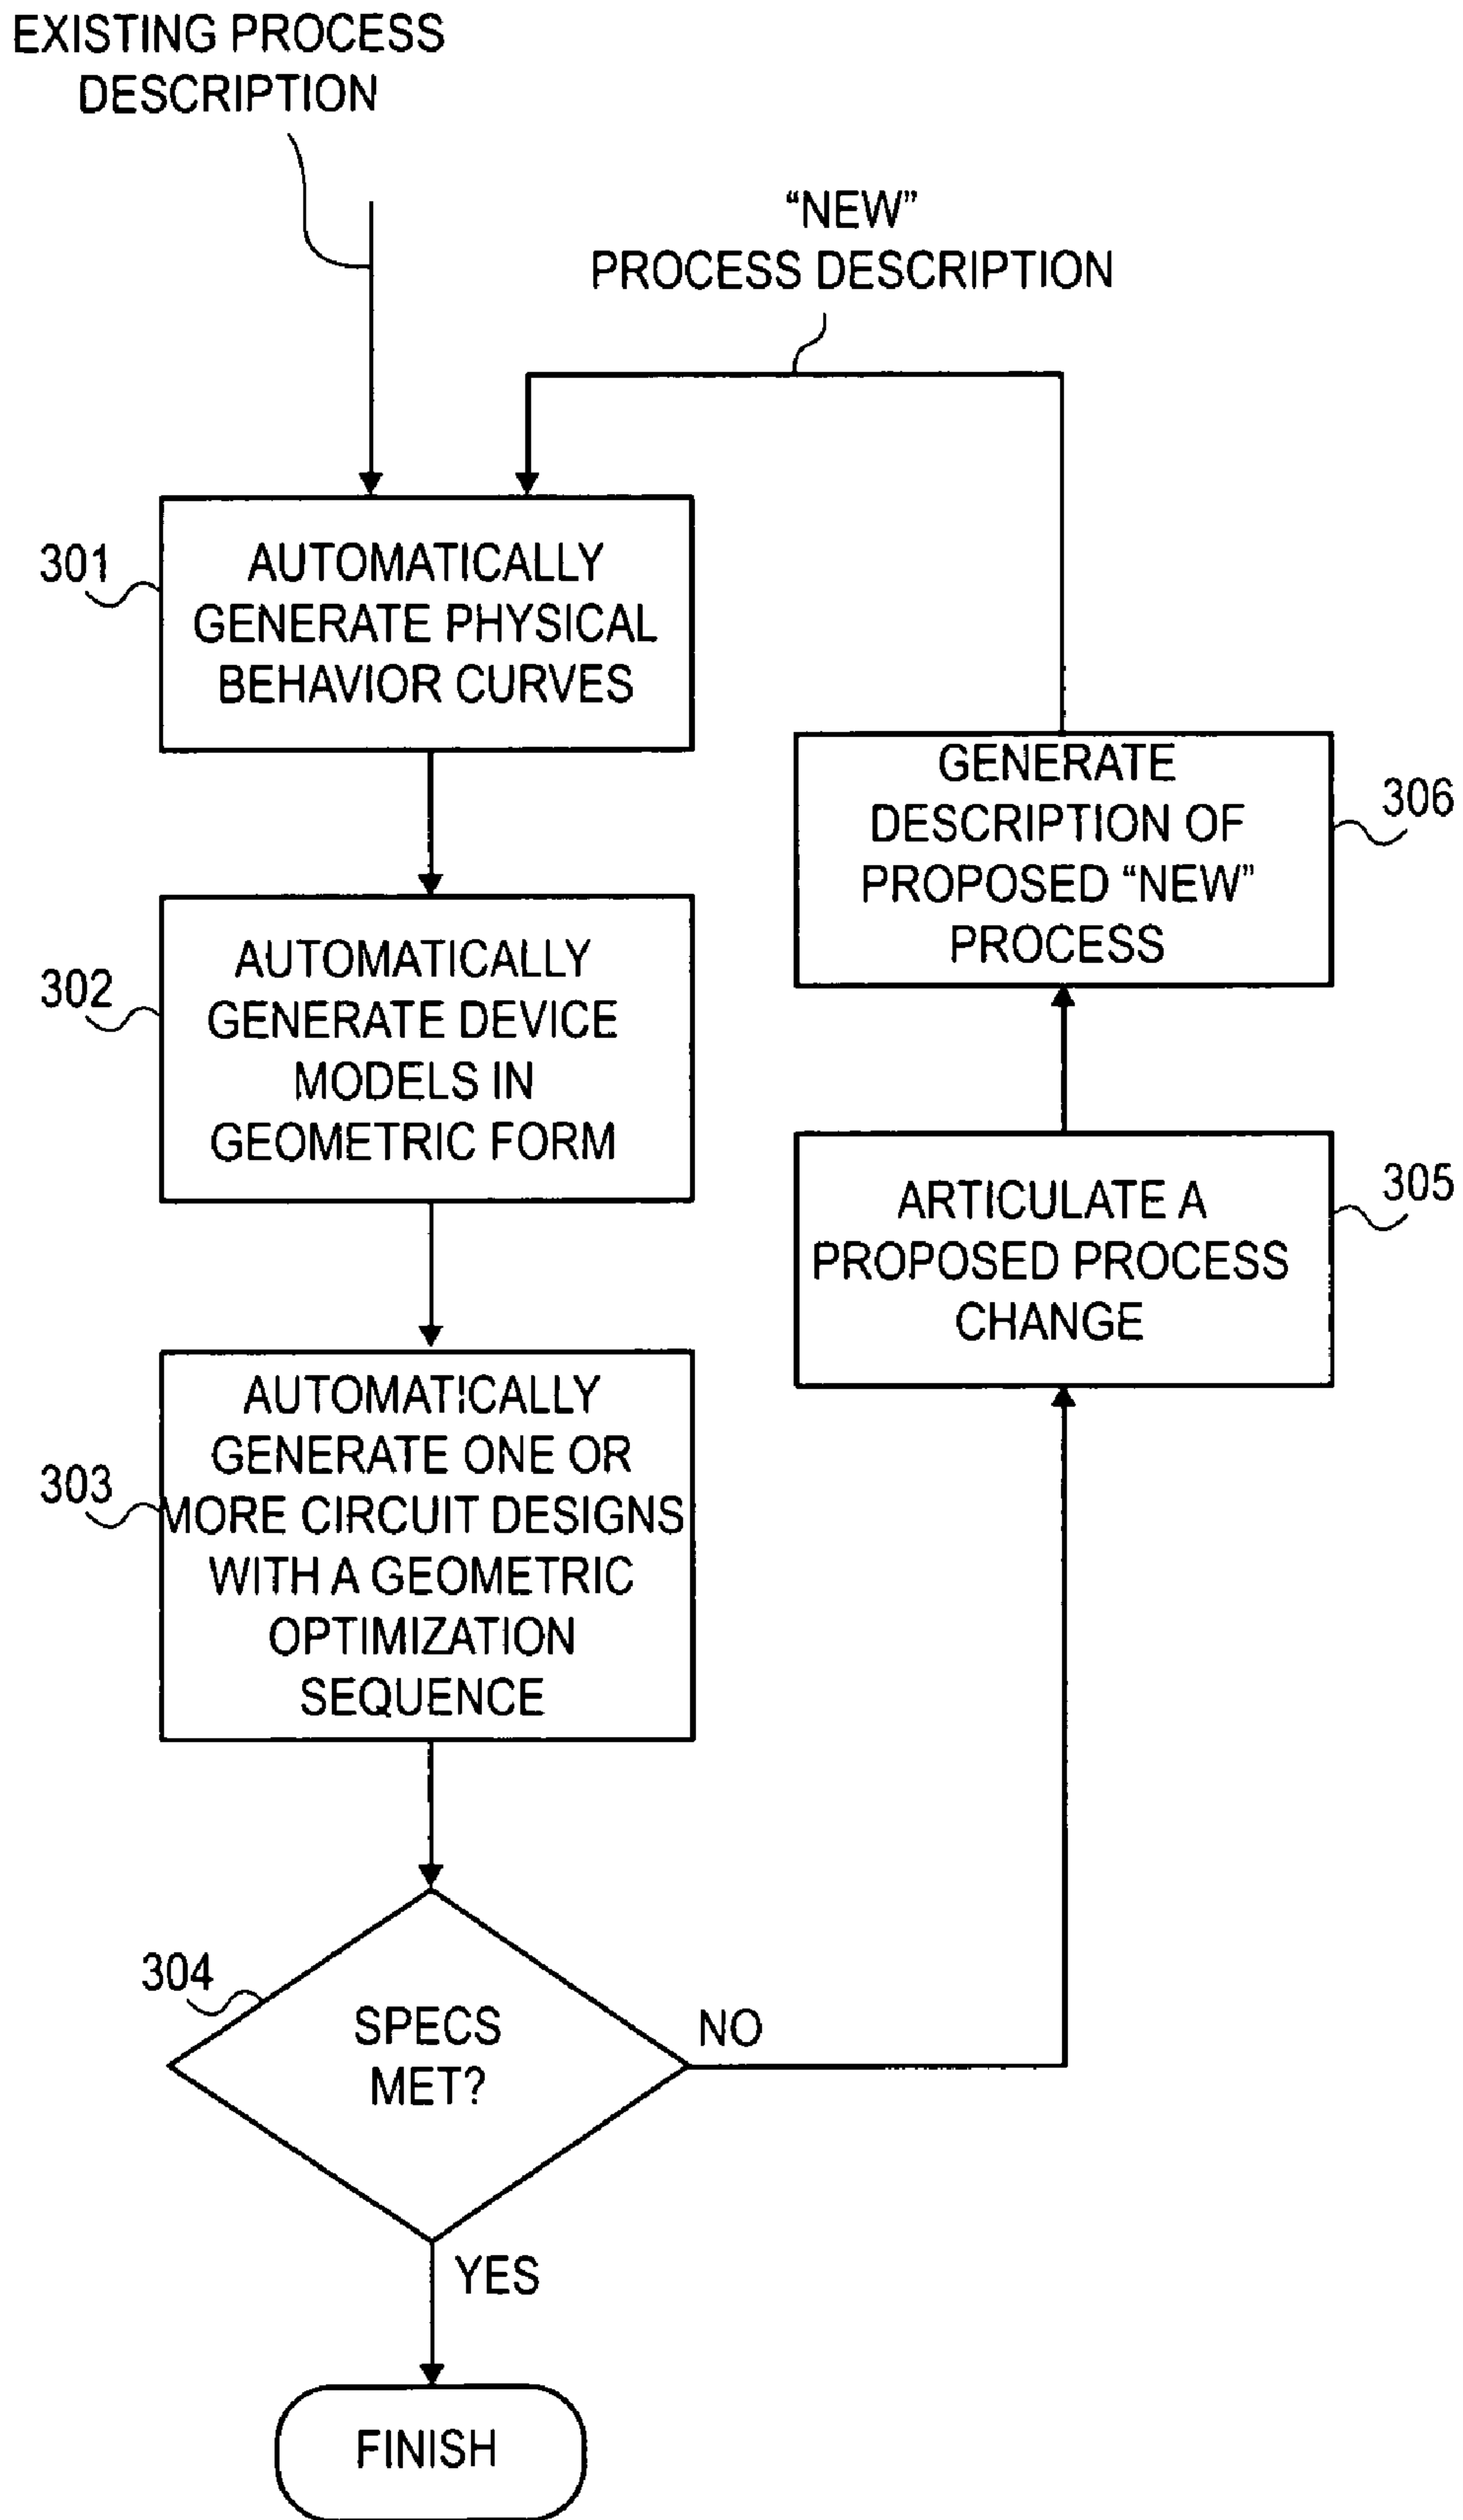 EXISTING PROCESS
DESCRIPTION
“NEW”
PROCESS DESCRIPTION
301
AUTOMATICALLY
GENERATE PHYSICAL
BEHAVIOR CURVES
302
AUTOMATICALLY
GENERATE DEVICE
MODELS IN
GEOMETRIC FORM
303
AUTOMATICALLY
GENERATE ONE OR
MORE CIRCUIT DESIGNS
WITH A GEOMETRIC
OPTIMIZATION
SEQUENCE
304
SPECS
MET?
NO
YES
FINISH
305
ARTICULATE A
PROPOSED PROCESS
CHANGE
306
GENERATE
DESCRIPTION OF
PROPOSED “NEW”
PROCESS